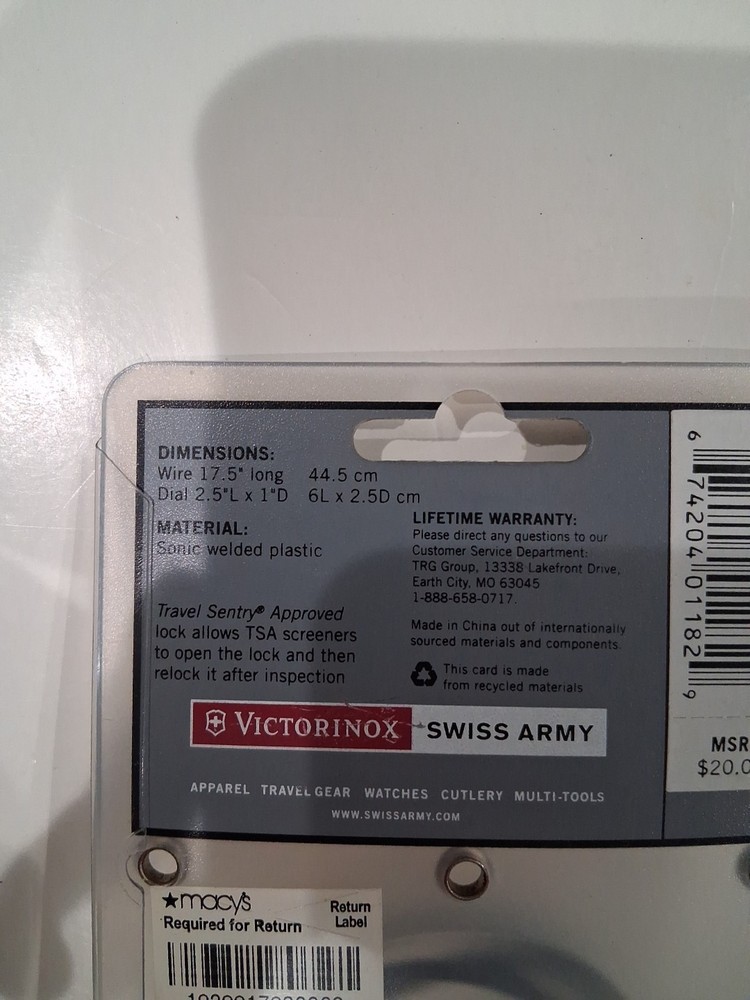 DIMENSIONS:
Wire 17.5" long 44.5 cm
Dial 2.5"L x 1"D 6L x 2.5D cm
MATERIAL:
Sonic welded plastic
Travel Sentry® Approved
lock allows TSA screeners
to open the lock and then
relock it after inspection
LIFETIME WARRANTY:
Please direct any questions to our
Customer Service Department:
TRG Group, 13338 Lakefront Drive,
Earth City, MO 63045
1-888-658-0717.
Made in China out of internationally
sourced materials and components.
This card is made
from recycled materials
VICTORINOX SWISS ARMY
APPAREL TRAVEL GEAR WATCHES CUTLERY MULTI-TOOLS
WWW.SWISSARMY.COM
6 74204 01182 9
MSR
$20.0
★macy's
Required for Return
Return
Label